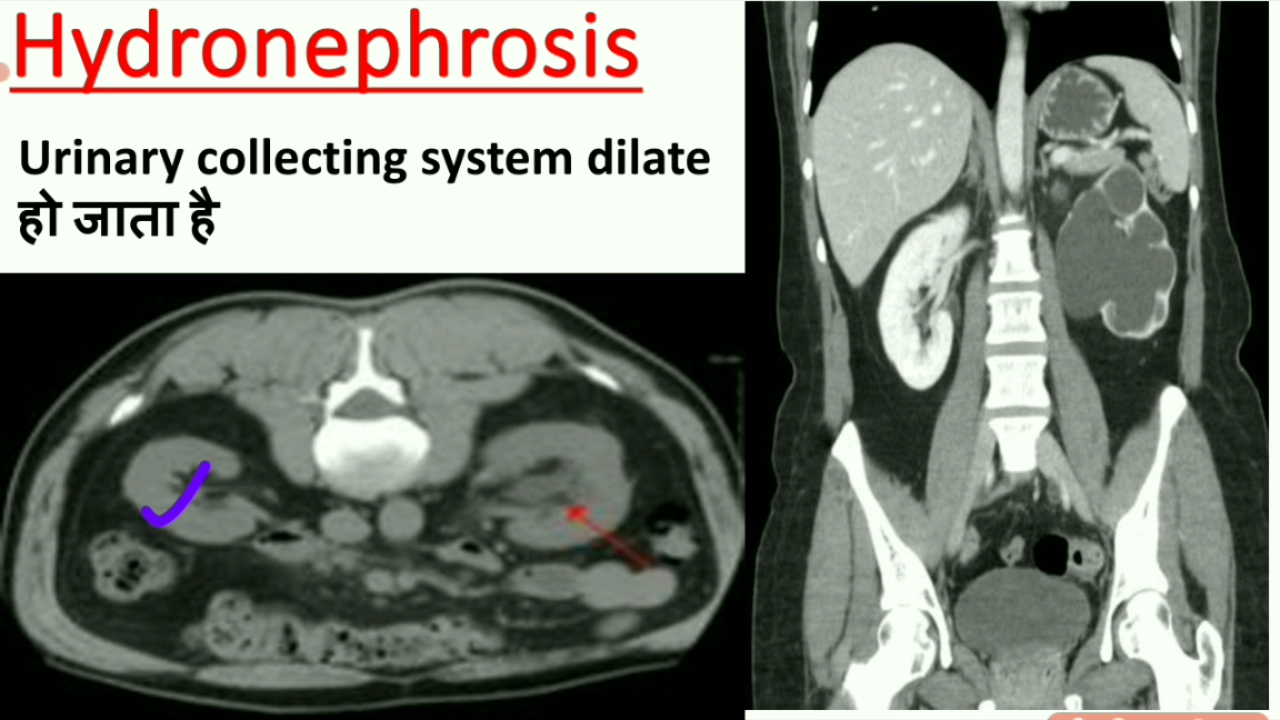 Hydronephrosis
Urinary collecting system dilate
हो जाता है